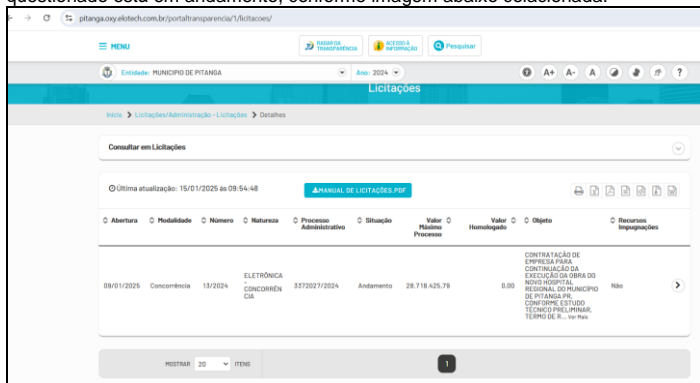 questionado está em andamento, conforme imagem abaixo colacionada.
pitanga.oxy.elotech.com.br/portaltransparencia/1/licitacoes/
MENU
RADAR DA TRANSPARÊNCIA
ACESSO À INFORMAÇÃO
Pesquisar
Entidade: MUNICIPIO DE PITANGA
Ano: 2024
A+ A- A
?
Licitações
Início > Licitações/Administração - Licitações > Detalhes
Consultar em Licitações
Última atualização: 15/01/2025 às 09:54:48
MANUAL DE LICITAÇÕES.PDF
Abertura Modalidade Número Natureza Processo Administrativo Situação Valor Máximo Processo Valor Homologado Objeto Recursos Impugnações
09/01/2025 Concorrência 13/2024 ELETRÔNICA - CONCORRÊNCIA 3372027/2024 Andamento 28.718.425,78 0,00
CONTRATAÇÃO DE
EMPRESA PARA
CONTINUAÇÃO DA
EXECUÇÃO DA OBRA DO
NOVO HOSPITAL
REGIONAL DO MUNICÍPIO
DE PITANGA PR,
CONFORME ESTUDO
TÉCNICO PRELIMINAR,
TERMO DE R... Ver Mais
Não
MOSTRAR 20 ITENS
1